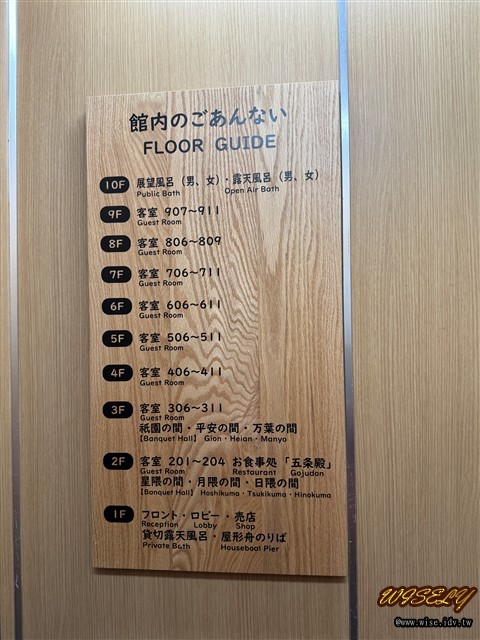 館内のごあんない
FLOOR GUIDE
10F 展望風呂（男、女）・露天風呂（男、女）
Public Bath Open Air Bath
9F 客室 907〜911
Guest Room
8F 客室 806〜809
Guest Room
7F 客室 706〜711
Guest Room
6F 客室 606〜611
Guest Room
5F 客室 506〜511
Guest Room
4F 客室 406〜411
Guest Room
3F 客室 306〜311
Guest Room
祇園の間・平安の間・万葉の間
【Banquet Hall】 Gion・Heian・Manyo
2F 客室 201〜204 お食事処「五条殿」
Guest Room Restaurant Gojudan
星隈の間・月隈の間・日隈の間
【Banquet Hall】 Hoshikuma・Tsukikuma・Hinokuma
1F フロント・ロビー・売店
Reception Lobby Shop
貸切露天風呂・屋形舟のりば
Private Bath Houseboat Pier
WISELY
@www.wise.idv.tw